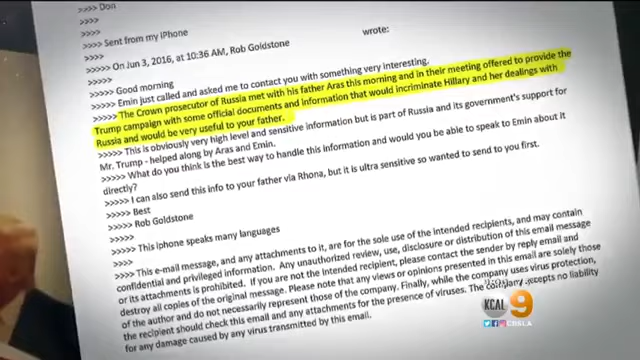 >>>> Don
>>>>
>>>>
>>>> Sent from my iPhone
>>>>
>>>>> On Jun 3, 2016, at 10:36 AM, Rob Goldstone wrote:
>>>>>
>>>>> Good morning
>>>>> Emin just called and asked me to contact you with something very interesting.
>>>>> The Crown prosecutor of Russia met with his father Aras this morning and in their meeting offered to provide the
Trump campaign with some official documents and information that would incriminate Hillary and her dealings with
Russia and would be very useful to your father.
>>>>> This is obviously very high level and sensitive information but is part of Russia and its government's support for
Mr. Trump - helped along by Aras and Emin.
>>>>> What do you think is the best way to handle this information and would you be able to speak to Emin about it
directly?
>>>>> I can also send this info to your father via Rhona, but it is ultra sensitive so wanted to send to you first.
>>>>> Best
>>>>> Rob Goldstone
>>>>>
>>>>> This iphone speaks many languages
>>>>>
>>>>> This e-mail message, and any attachments to it, are for the sole use of the intended recipients, and may contain
confidential and privileged information. Any unauthorized review, use, disclosure or distribution of this email message
or its attachments is prohibited. If you are not the intended recipient, please contact the sender by reply email and
destroy all copies of the original message. Please note that any views or opinions presented in this email are solely those
of the author and do not necessarily represent those of the company. Finally, while the company uses virus protection,
the recipient should check this email and any attachments for the presence of viruses. The company accepts no liability
for any damage caused by any virus transmitted by this email.
KCAL 9
CBSLA